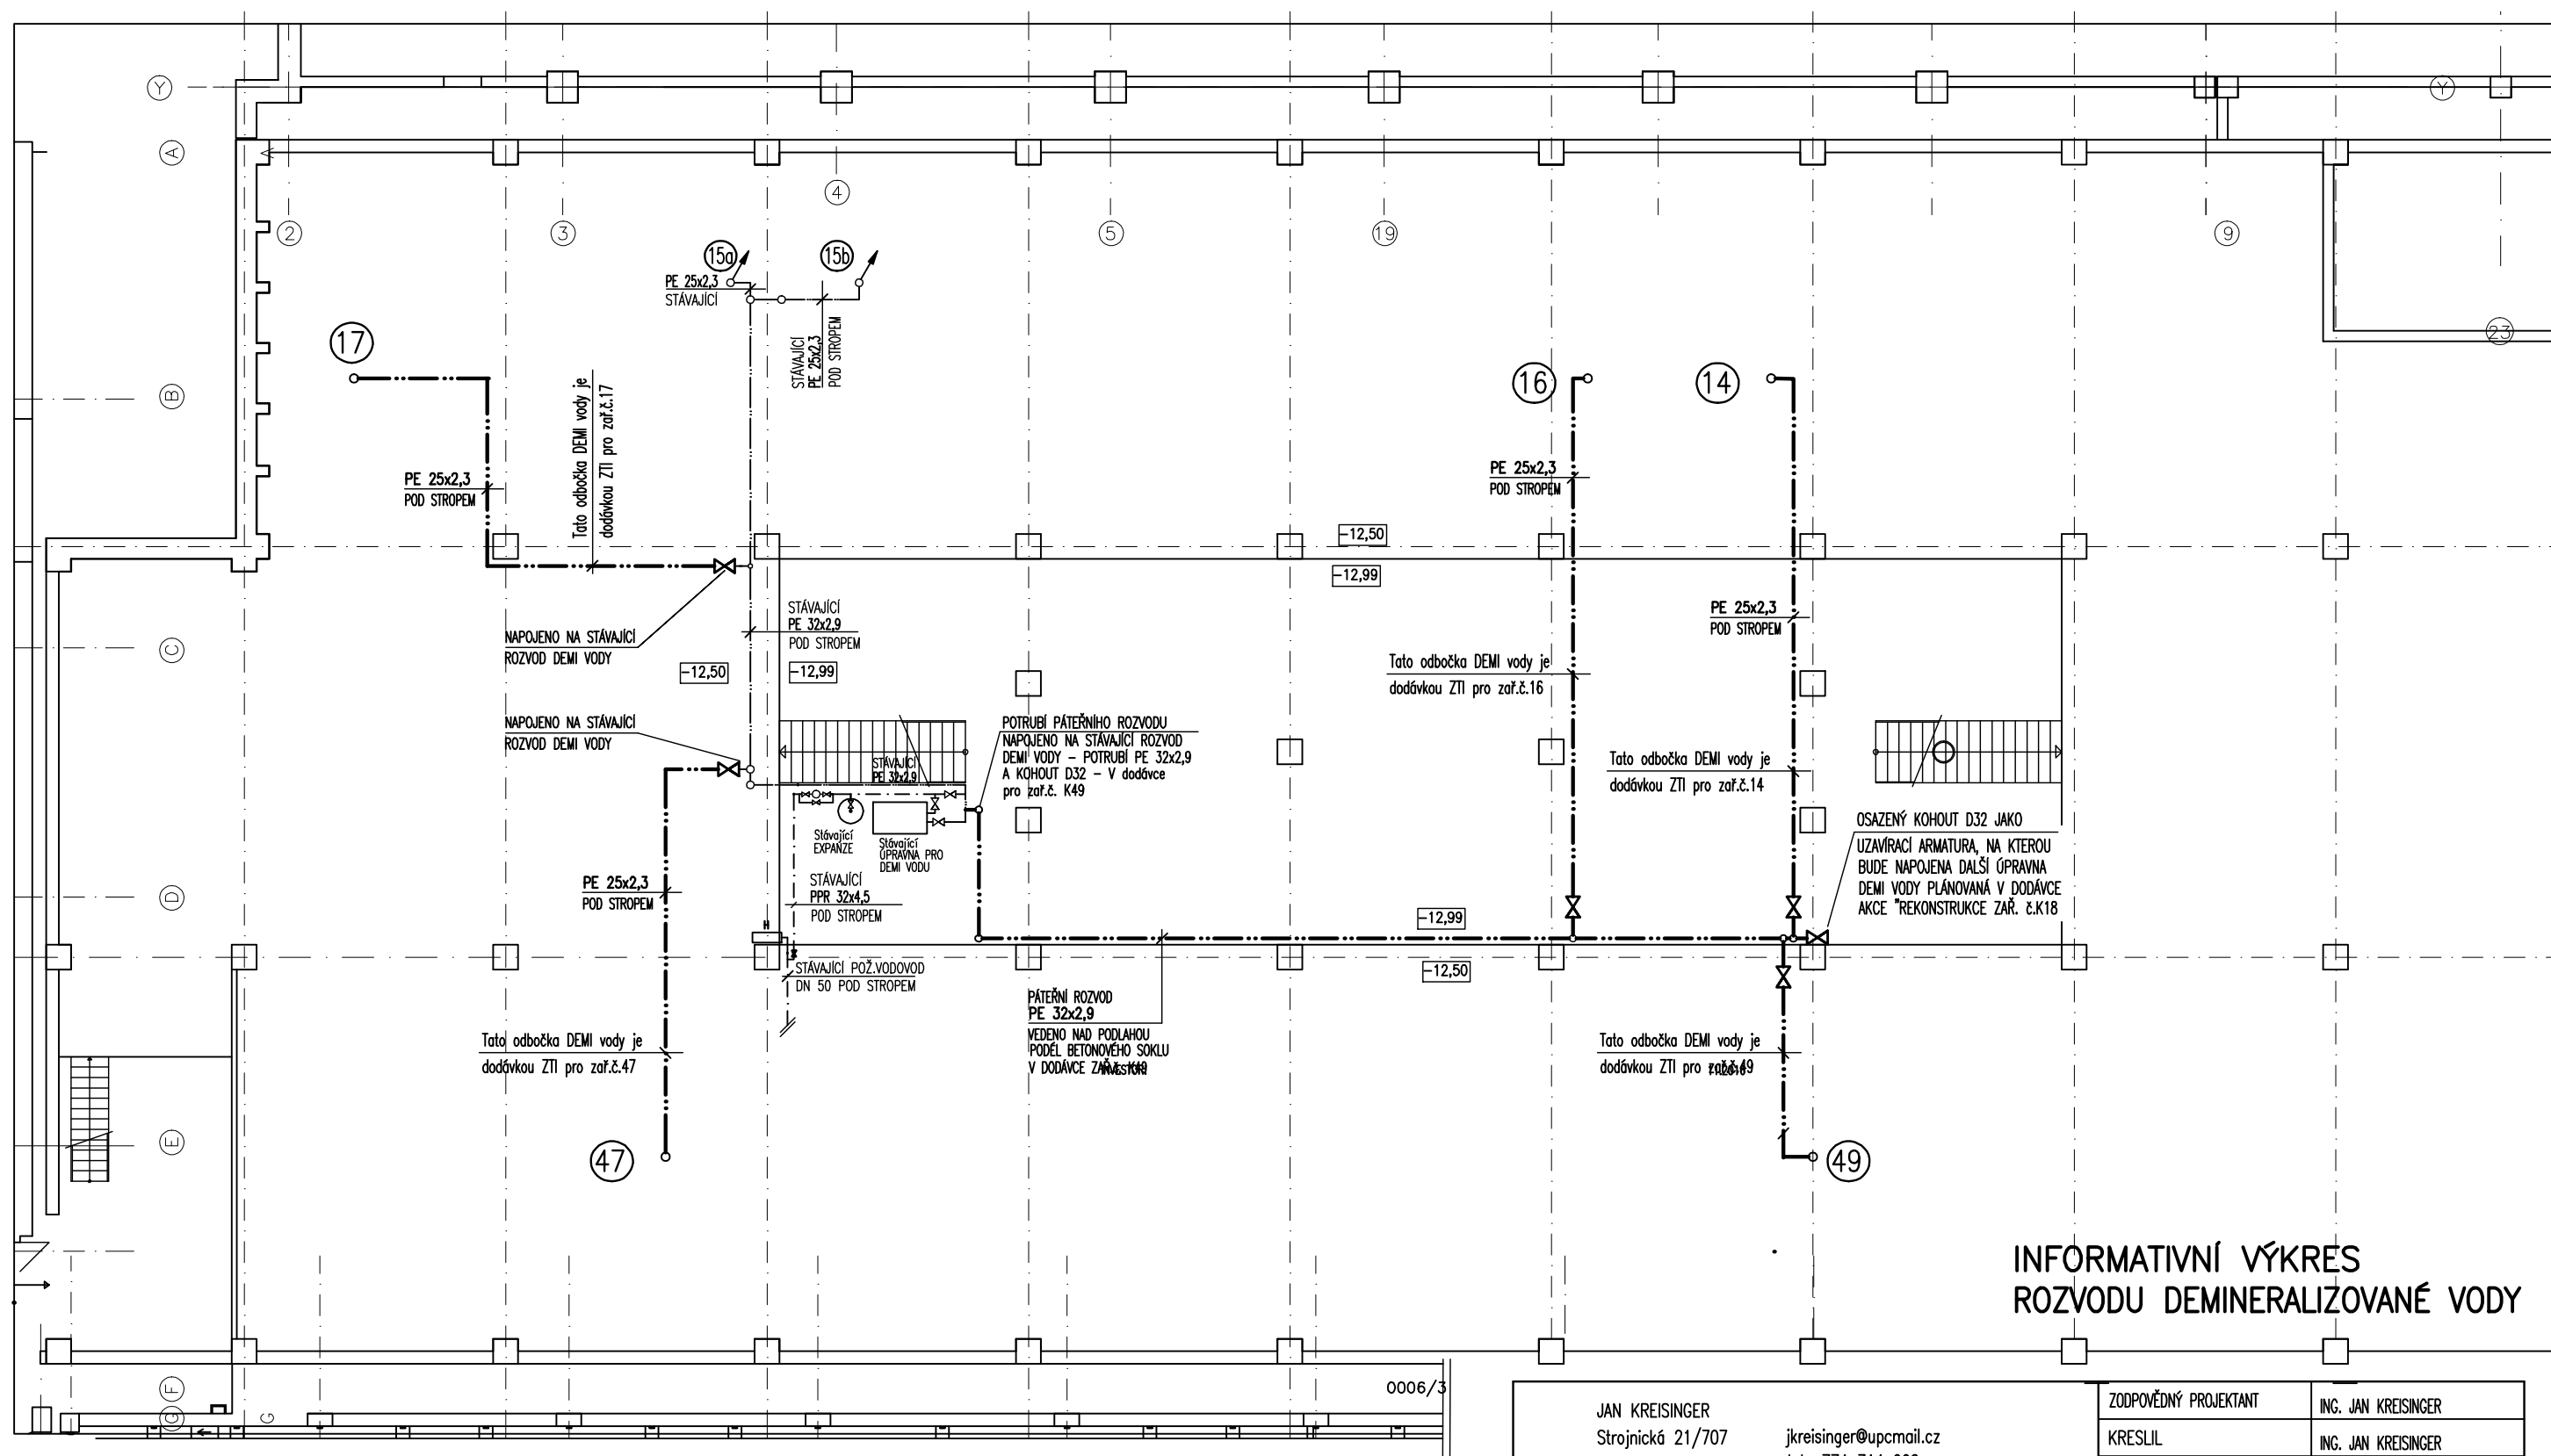 Y
Y
A
A
4
2
3
5
19
9
15a
15b
PE 25x2,3
STÁVAJÍCÍ
STÁVAJÍCÍ
PE 25x2,3
POD STROPEM
23
17
16
14
B
Tato odbočka DEMI vody je
dodávkou ZTI pro zař.č.17
PE 25x2,3
POD STROPEM
PE 25x2,3
POD STROPEM
-12,50
-12,99
STÁVAJÍCÍ
PE 32x2,9
POD STROPEM
PE 25x2,3
POD STROPEM
NAPOJENO NA STÁVAJÍCÍ
ROZVOD DEMI VODY
C
-12,50
-12,99
Tato odbočka DEMI vody je
dodávkou ZTI pro zař.č.16
NAPOJENO NA STÁVAJÍCÍ
ROZVOD DEMI VODY
POTRUBÍ PÁTEŘNÍHO ROZVODU
NAPOJENO NA STÁVAJÍCÍ ROZVOD
DEMI VODY - POTRUBÍ PE 32x2,9
A KOHOUT D32 - V dodávce
pro zař.č. K49
STÁVAJÍCÍ
PE 32x2,9
Tato odbočka DEMI vody je
dodávkou ZTI pro zař.č.14
Stávající
EXPANZE
Stávající
ÚPRAVNA PRO
DEMI VODU
OSAZENÝ KOHOUT D32 JAKO
UZAVÍRACÍ ARMATURA, NA KTEROU
BUDE NAPOJENA DALŠÍ ÚPRAVNA
DEMI VODY PLÁNOVANÁ V DODÁVCE
AKCE "REKONSTRUKCE ZAŘ. č.K18
PE 25x2,3
POD STROPEM
STÁVAJÍCÍ
PPR 32x4,5
POD STROPEM
D
H
-12,99
-12,50
STÁVAJÍCÍ POŽ.VODOVOD
DN 50 POD STROPEM
PÁTEŘNÍ ROZVOD
PE 32x2,9
VEDENO NAD PODLAHOU
PODÉL BETONOVÉHO SOKLU
V DODÁVCE
Tato odbočka DEMI vody je
dodávkou ZTI pro zař.č.47
Tato odbočka DEMI vody je
dodávkou ZTI pro
E
47
49
INFORMATIVNÍ VÝKRES
ROZVODU DEMINERALIZOVANÉ VODY
F
G
G
0006/3
JAN KREISINGER
Strojnická 21/707
jkreisinger@upcmail.cz
ZODPOVĚDNÝ PROJEKTANT
ING. JAN KREISINGER
KRESLIL
ING. JAN KREISINGER